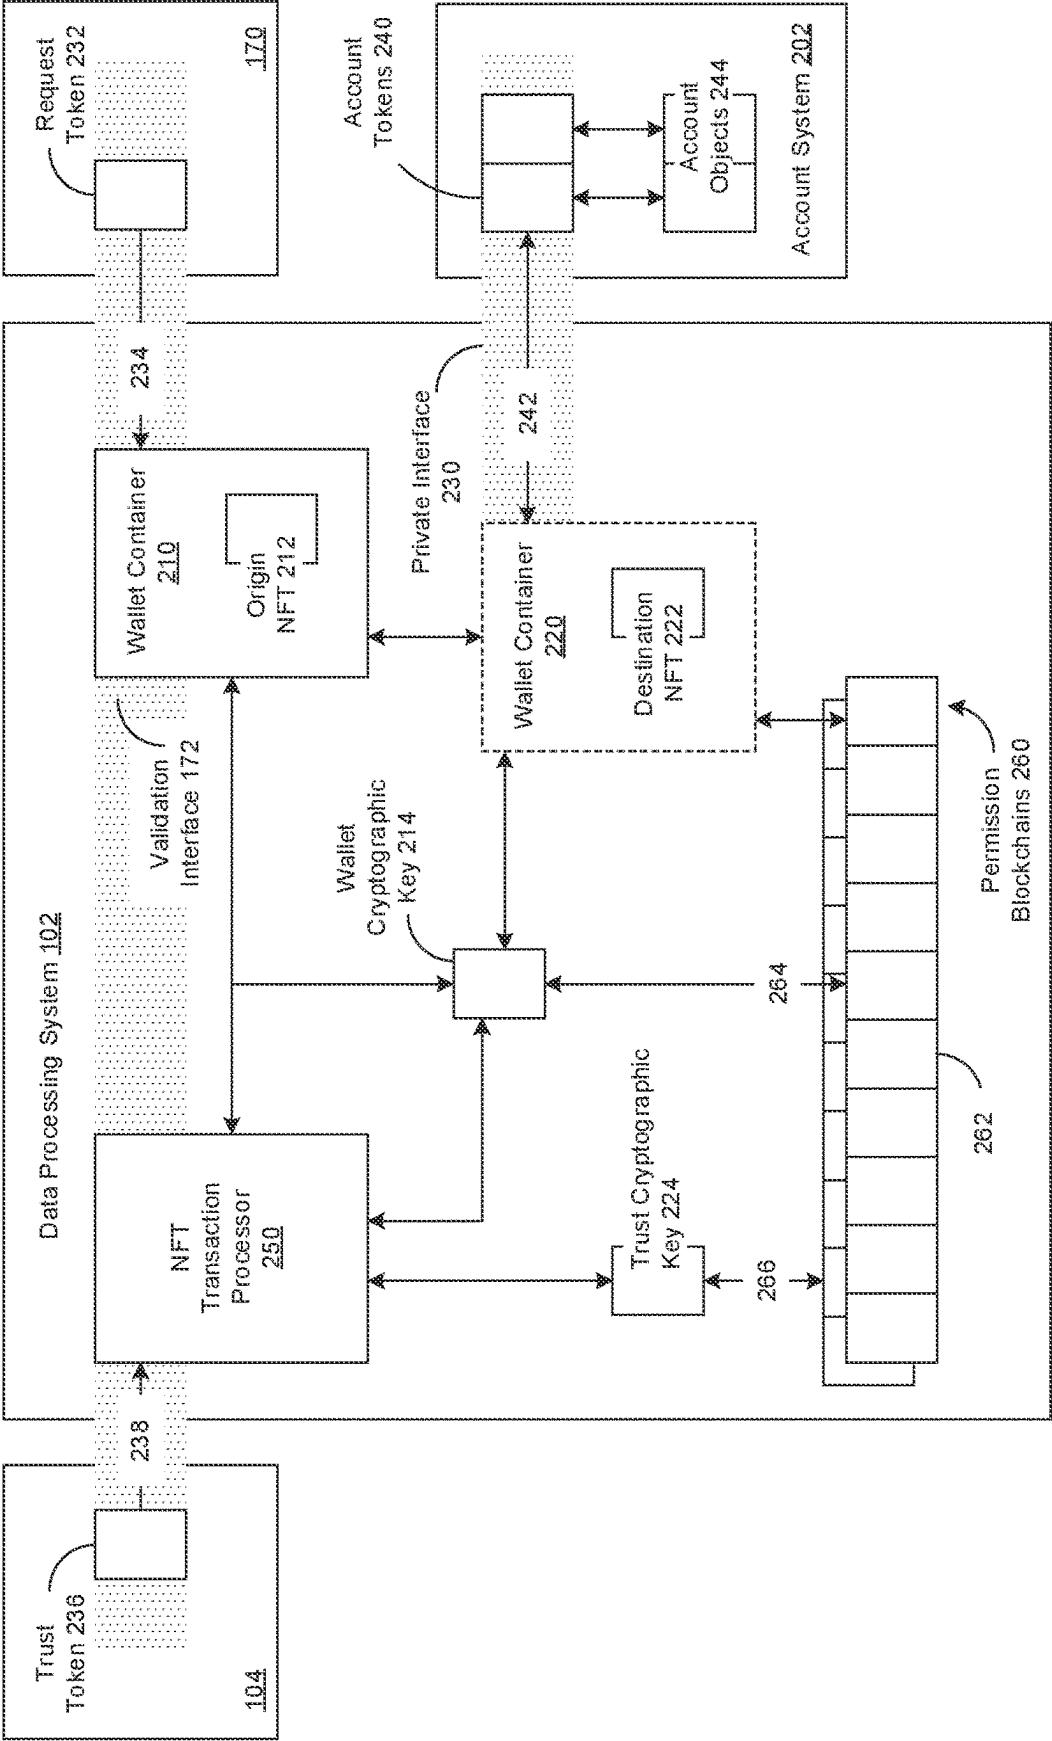 Trust
Token 236
104
238
Data Processing System 102
NFT
Transaction
Processor
250
Validation
Interface 172
Wallet Container
210
Origin
NFT 212
234
Request
Token 232
170
Wallet
Cryptographic
Key 214
Private Interface
230
242
Account
Tokens 240
Account
Objects 244
Account System 202
Wallet Container
220
Destination
NFT 222
Trust Cryptographic
Key 224
266
264
262
Permission
Blockchains 260